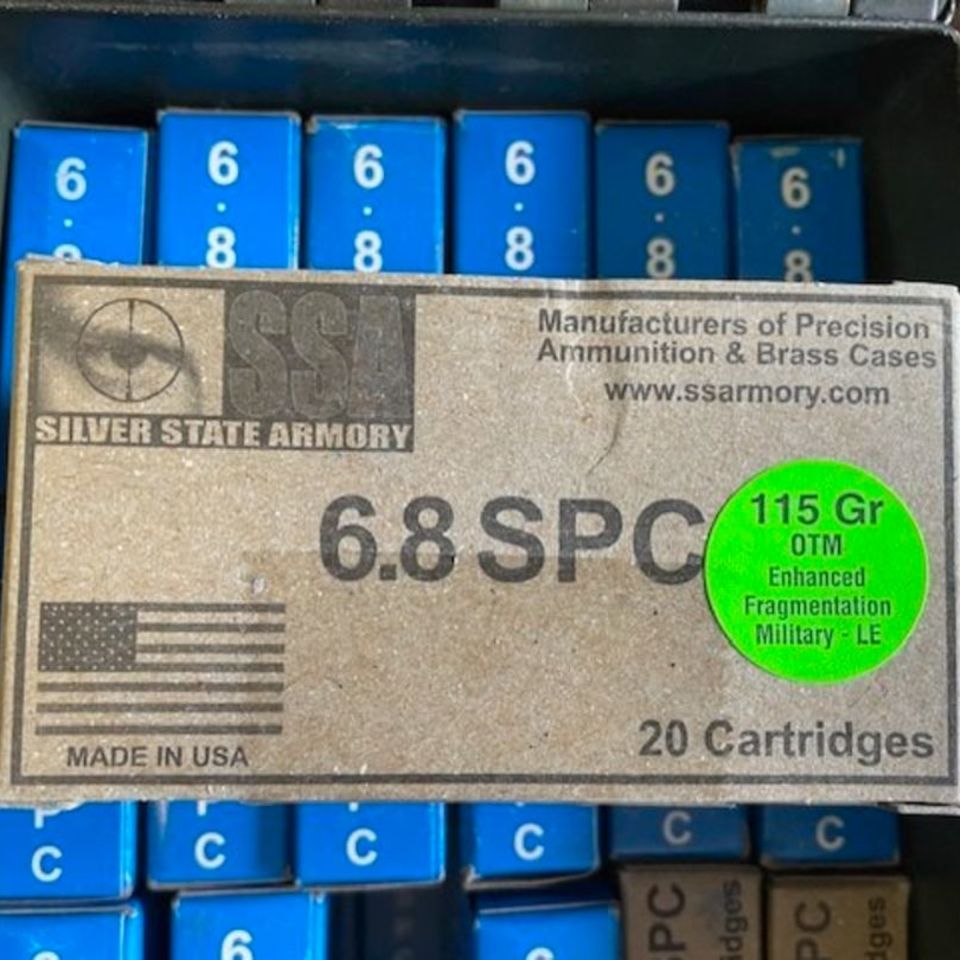 6
.
8
6
.
8
6
.
8
6
.
8
6
.
8
6
.
8
SSA
SILVER STATE ARMORY
Manufacturers of Precision
Ammunition & Brass Cases
www.ssarmory.com
6.8 SPC
115 Gr
OTM
Enhanced
Fragmentation
Military - LE
MADE IN USA
20 Cartridges
P
C
P
C
P
C
C
C
C
6
SPC
PC